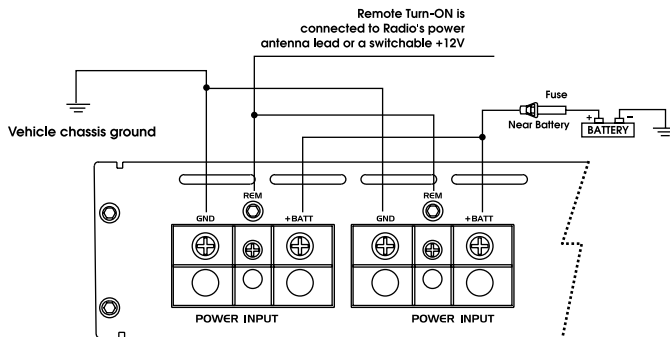 Remote Turn-ON is
connected to Radio's power
antenna lead or a switchable +12V
Vehicle chassis ground
Fuse
Near Battery
+ −
BATTERY
GND
REM
+BATT
GND
REM
+BATT
POWER INPUT
POWER INPUT